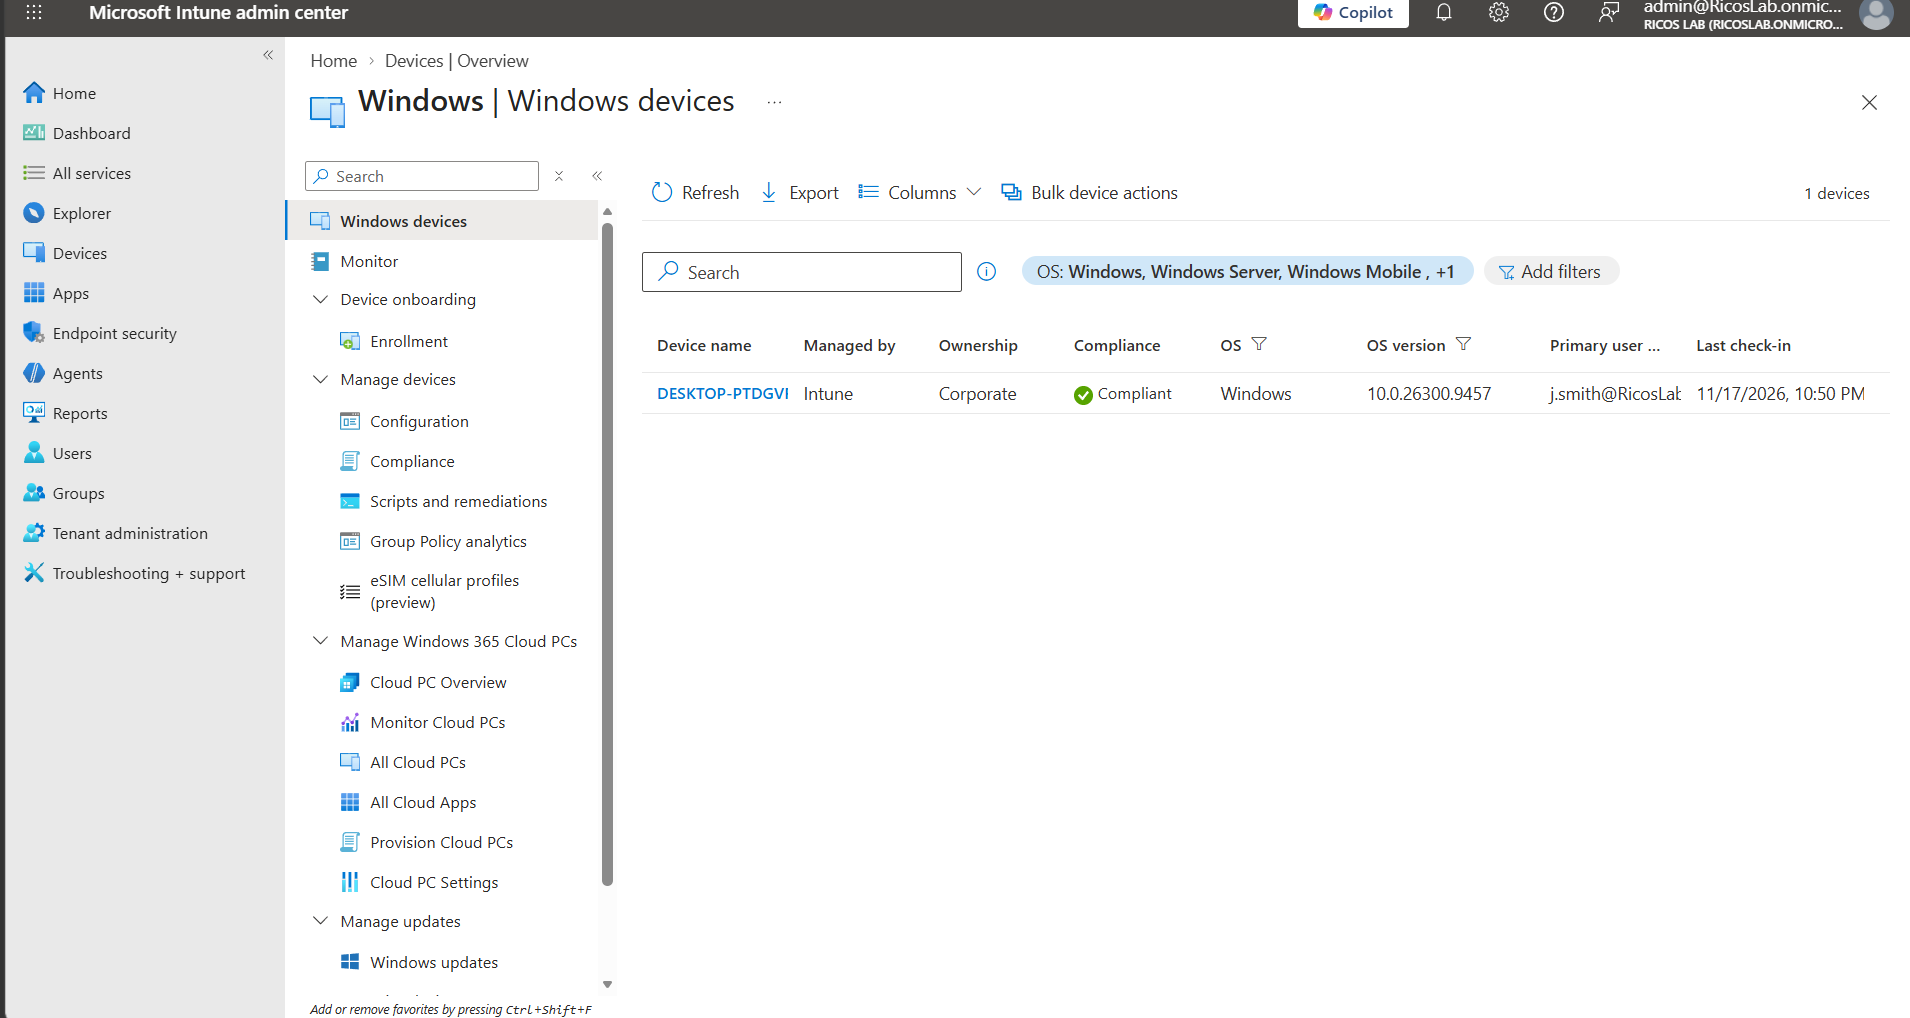 Microsoft Intune admin center
Copilot
admin@RicosLab.onmic...
RICOS LAB (RICOSLAB.ONMICRO...
Home
Dashboard
All services
Explorer
Devices
Apps
Endpoint security
Agents
Reports
Users
Groups
Tenant administration
Troubleshooting + support
Home > Devices | Overview
Windows | Windows devices ...
Search
Windows devices
Monitor
Device onboarding
Enrollment
Manage devices
Configuration
Compliance
Scripts and remediations
Group Policy analytics
eSIM cellular profiles
(preview)
Manage Windows 365 Cloud PCs
Cloud PC Overview
Monitor Cloud PCs
All Cloud PCs
All Cloud Apps
Provision Cloud PCs
Cloud PC Settings
Manage updates
Windows updates
Add or remove favorites by pressing Ctrl+Shift+F
Refresh Export Columns Bulk device actions 1 devices
Search OS: Windows, Windows Server, Windows Mobile , +1 Add filters
Device name Managed by Ownership Compliance OS OS version Primary user ... Last check-in
DESKTOP-PTDGVI Intune Corporate Compliant Windows 10.0.26300.9457 j.smith@RicosLab 11/17/2026, 10:50 PM